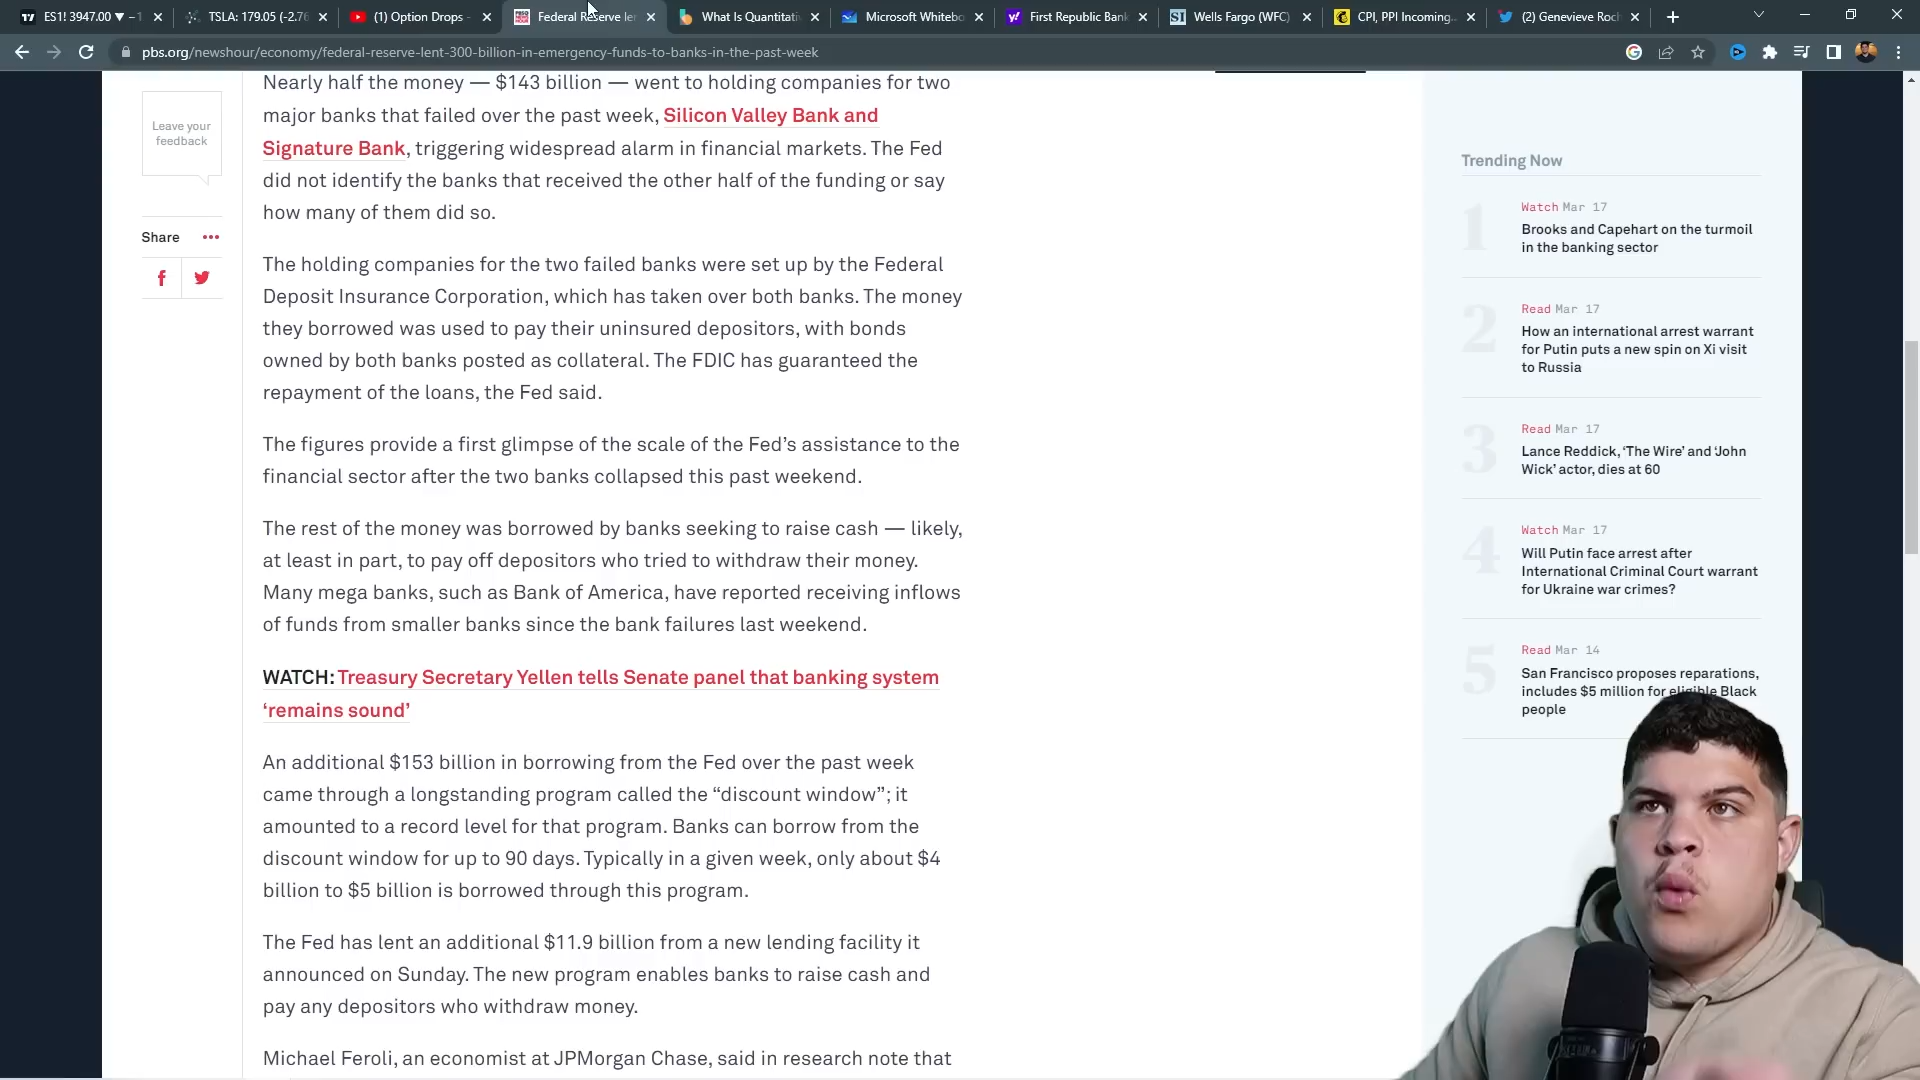 ES1! 3947.00 ▼ −1
TSLA: 179.05 (-2.76
(1) Option Drops -
Federal Reserve len
What Is Quantitati
Microsoft Whitebo
First Republic Bank
Wells Fargo (WFC)
CPI, PPI Incoming.
(2) Genevieve Roch
pbs.org/newshour/economy/federal-reserve-lent-300-billion-in-emergency-funds-to-banks-in-the-past-week
Leave your
feedback
Share
Nearly half the money — $143 billion — went to holding companies for two
major banks that failed over the past week, Silicon Valley Bank and
Signature Bank, triggering widespread alarm in financial markets. The Fed
did not identify the banks that received the other half of the funding or say
how many of them did so.
The holding companies for the two failed banks were set up by the Federal
Deposit Insurance Corporation, which has taken over both banks. The money
they borrowed was used to pay their uninsured depositors, with bonds
owned by both banks posted as collateral. The FDIC has guaranteed the
repayment of the loans, the Fed said.
The figures provide a first glimpse of the scale of the Fed's assistance to the
financial sector after the two banks collapsed this past weekend.
The rest of the money was borrowed by banks seeking to raise cash — likely,
at least in part, to pay off depositors who tried to withdraw their money.
Many mega banks, such as Bank of America, have reported receiving inflows
of funds from smaller banks since the bank failures last weekend.
WATCH: Treasury Secretary Yellen tells Senate panel that banking system
‘remains sound’
An additional $153 billion in borrowing from the Fed over the past week
came through a longstanding program called the “discount window”; it
amounted to a record level for that program. Banks can borrow from the
discount window for up to 90 days. Typically in a given week, only about $4
billion to $5 billion is borrowed through this program.
The Fed has lent an additional $11.9 billion from a new lending facility it
announced on Sunday. The new program enables banks to raise cash and
pay any depositors who withdraw money.
Michael Feroli, an economist at JPMorgan Chase, said in research note that
Trending Now
1
Watch Mar 17
Brooks and Capehart on the turmoil
in the banking sector
2
Read Mar 17
How an international arrest warrant
for Putin puts a new spin on Xi visit
to Russia
3
Read Mar 17
Lance Reddick, ‘The Wire’ and ‘John
Wick’ actor, dies at 60
4
Watch Mar 17
Will Putin face arrest after
International Criminal Court warrant
for Ukraine war crimes?
5
Read Mar 14
San Francisco proposes reparations,
includes $5 million for eligible Black
people